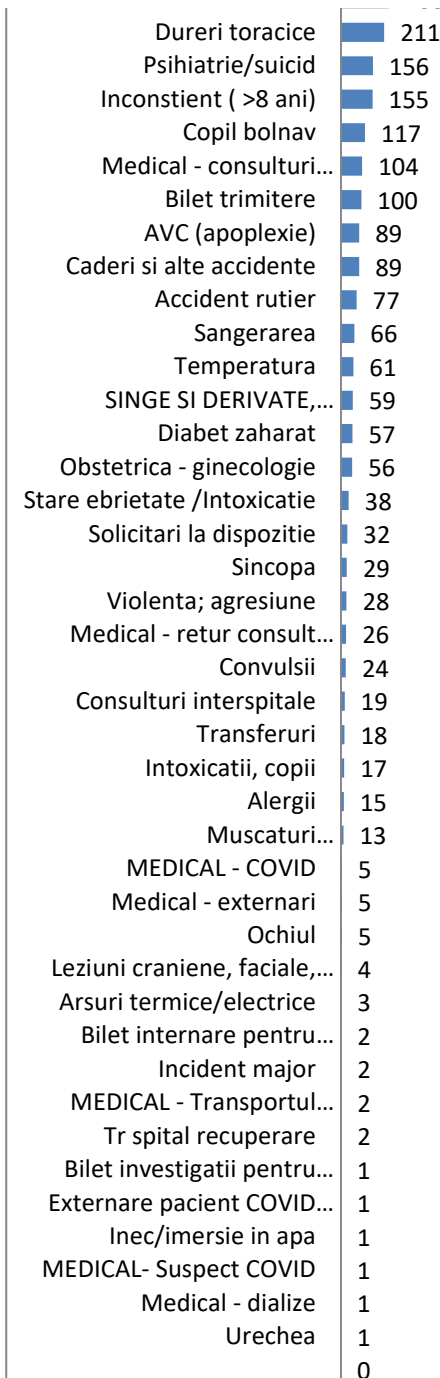 Dureri toracice 211
Psihiatrie/suicid 156
Inconstient ( >8 ani) 155
Copil bolnav 117
Medical - consulturi... 104
Bilet trimitere 100
AVC (apoplexie) 89
Caderi si alte accidente 89
Accident rutier 77
Sangerarea 66
Temperatura 61
SINGE SI DERIVATE,... 59
Diabet zaharat 57
Obstetrica - ginecologie 56
Stare ebrietate /Intoxicatie 38
Solicitari la dispozitie 32
Sincopa 29
Violenta; agresiune 28
Medical - retur consult... 26
Convulsii 24
Consulturi interspitale 19
Transferuri 18
Intoxicatii, copii 17
Alergii 15
Muscaturi... 13
MEDICAL - COVID 5
Medical - externari 5
Ochiul 5
Leziuni craniene, faciale,... 4
Arsuri termice/electrice 3
Bilet internare pentru... 2
Incident major 2
MEDICAL - Transportul... 2
Tr spital recuperare 2
Bilet investigatii pentru... 1
Externare pacient COVID... 1
Inec/imersie in apa 1
MEDICAL- Suspect COVID 1
Medical - dialize 1
Urechea 1
0